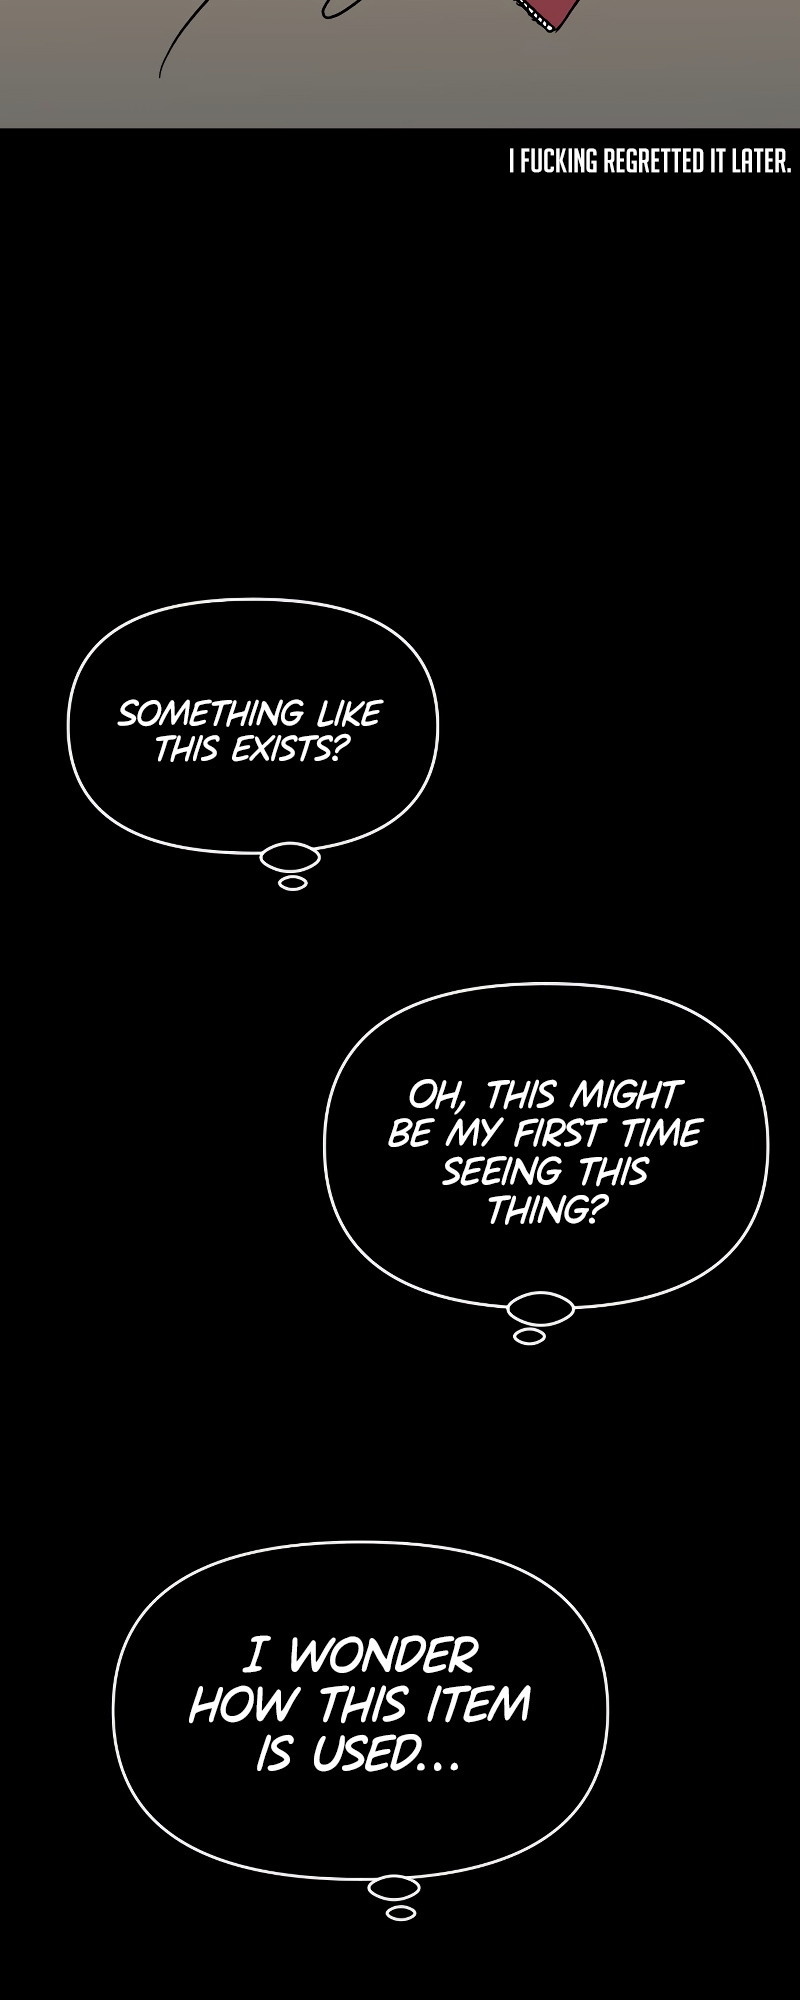 I FUCKING REGRETTED IT LATER.
SOMETHING LIKE
THIS EXISTS?
OH, THIS MIGHT
BE MY FIRST TIME
SEEING THIS
THING?
I WONDER
HOW THIS ITEM
IS USED...